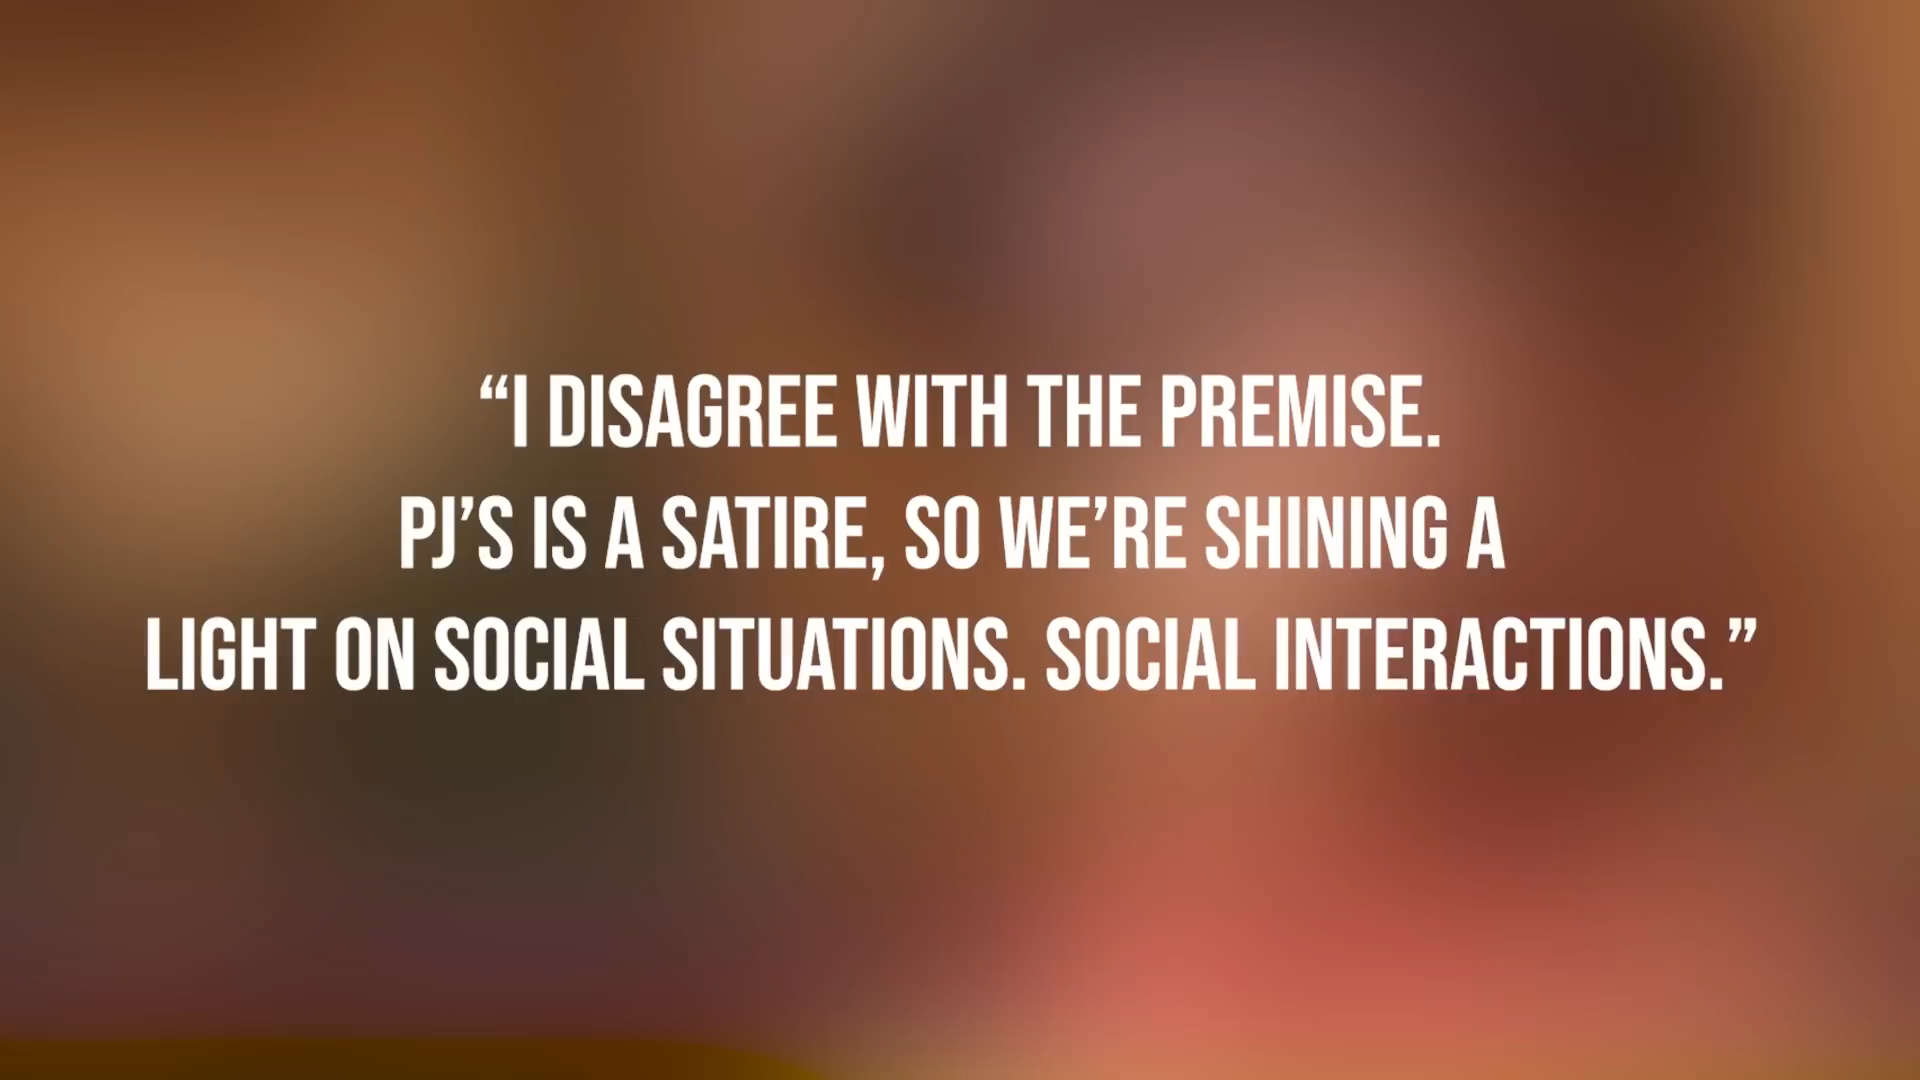 “I DISAGREE WITH THE PREMISE.
PJ’S IS A SATIRE, SO WE’RE SHINING A
LIGHT ON SOCIAL SITUATIONS. SOCIAL INTERACTIONS.”